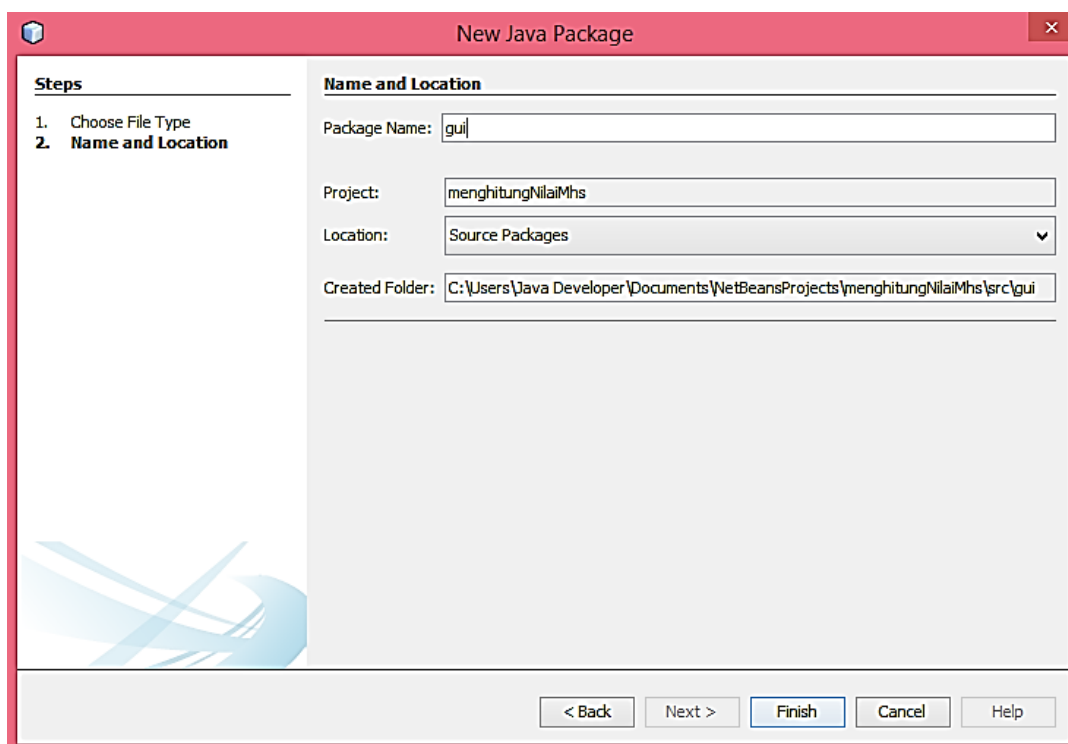 New Java Package
Steps
1. Choose File Type
2. Name and Location
Name and Location
Package Name: gui
Project: menghitungNilaiMhs
Location: Source Packages
Created Folder: C:\Users\Java Developer\Documents\NetBeansProjects\menghitungNilaiMhs\src\gui
< Back Next > Finish Cancel Help